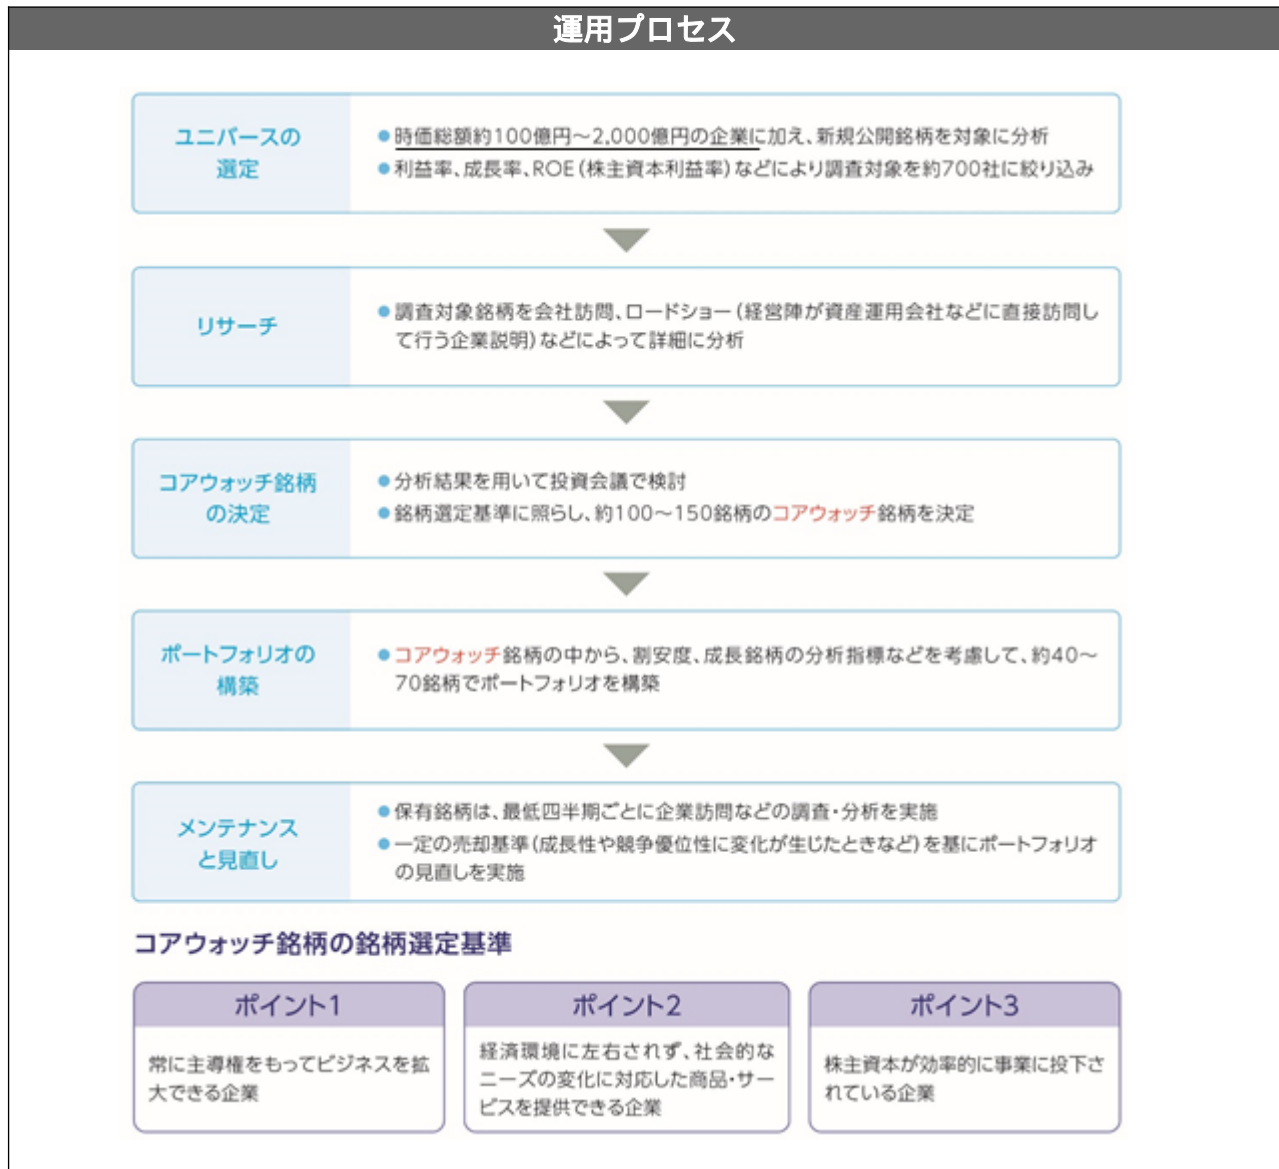 運用プロセス
ユニバースの
選定
●時価総額約100億円～2,000億円の企業に加え、新規公開銘柄を対象に分析
●利益率、成長率、ROE(株主資本利益率)などにより調査対象を約700社に絞り込み
リサーチ
●調査対象銘柄を会社訪問、ロードショー(経営陣が資産運用会社などに直接訪問し
て行う企業説明)などによって詳細に分析
コアウォッチ銘柄
の決定
●分析結果を用いて投資会議で検討
●銘柄選定基準に照らし、約100～150銘柄のコアウォッチ銘柄を決定
ポートフォリオの
構築
●コアウォッチ銘柄の中から、割安度、成長銘柄の分析指標などを考慮して、約40～
70銘柄でポートフォリオを構築
メンテナンス
と見直し
●保有銘柄は、最低四半期ごとに企業訪問などの調査・分析を実施
●一定の売却基準(成長性や競争優位性に変化が生じたときなど)を基にポートフォリオ
の見直しを実施
コアウォッチ銘柄の銘柄選定基準
ポイント1
常に主導権をもってビジネスを拡
大できる企業
ポイント2
経済環境に左右されず、社会的な
ニーズの変化に対応した商品・サー
ビスを提供できる企業
ポイント3
株主資本が効率的に事業に投下さ
れている企業